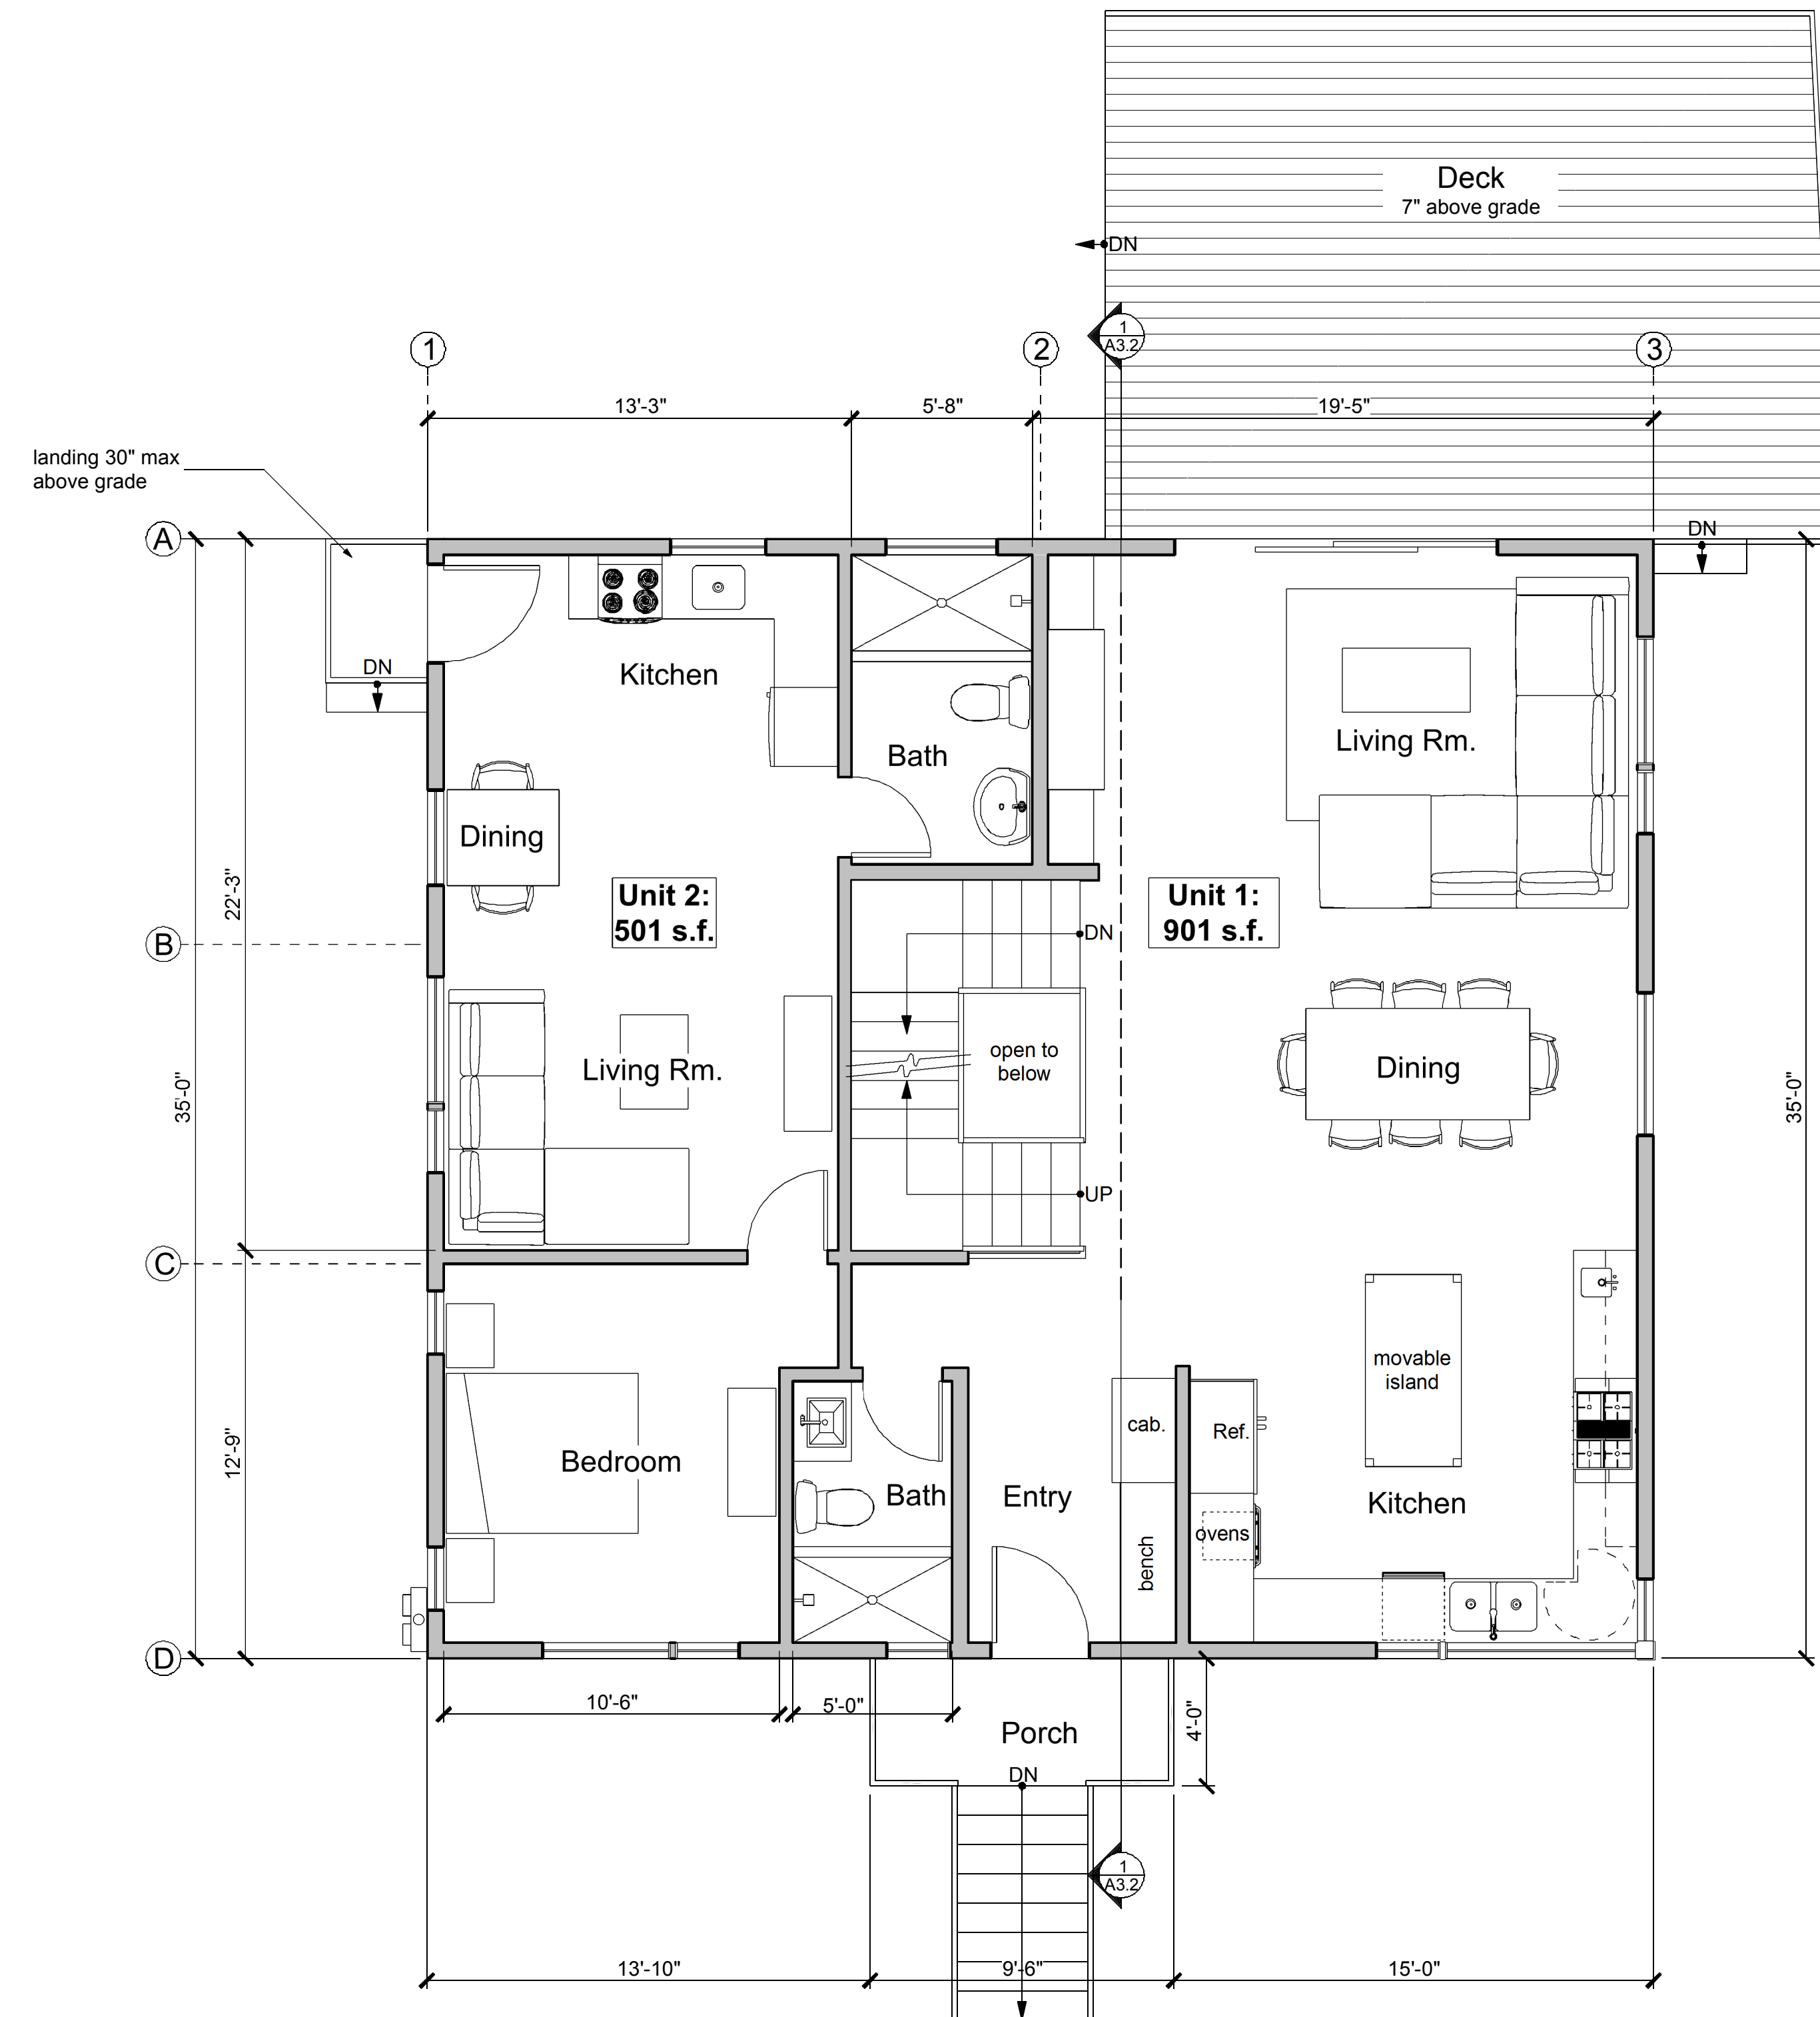 Deck
7" above grade
DN
1
A3.2
1
2
3
13'-3"
5'-8"
19'-5"
landing 30" max
above grade
A
DN
DN
Kitchen
Bath
Living Rm.
Dining
22'-3"
Unit 2:
501 s.f.
Unit 1:
901 s.f.
B
DN
open to
below
Living Rm.
Dining
35'-0"
35'-0"
UP
C
movable
island
cab.
Ref.
12'-9"
Bedroom
Bath
Entry
Kitchen
ovens
bench
D
10'-6"
5'-0"
Porch
4'-0"
DN
1
A3.2
13'-10"
9'-6"
15'-0"